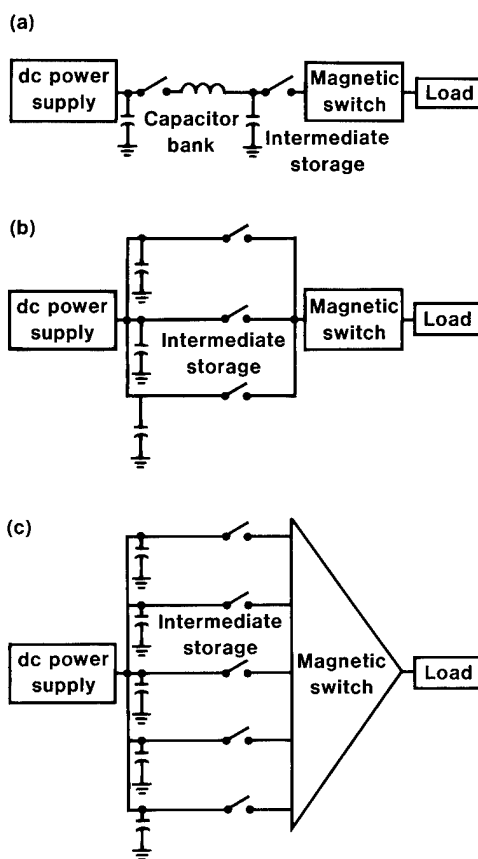 (a)
dc power
supply
Capacitor
bank
Intermediate
storage
Magnetic
switch
Load
(b)
dc power
supply
Intermediate
storage
Magnetic
switch
Load
(c)
dc power
supply
Intermediate
storage
Magnetic
switch
Load